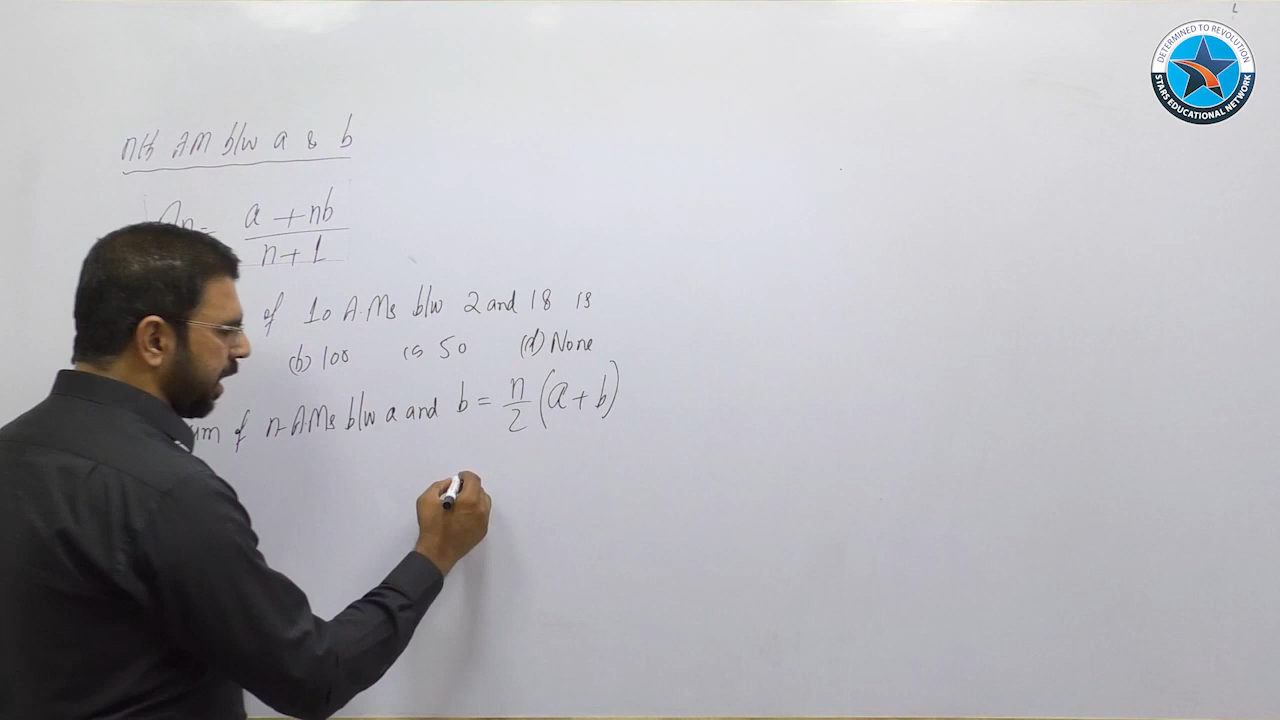 nth AM b/w a & b
An = a + nb / n + 1
of 10 A.Ms b/w 2 and 18 is
(b) 100 (c) 50 (d) None
um of n A.Ms b/w a and b = n/2 (a + b)
DETERMINED TO REVOLUTION
STARS EDUCATIONAL NETWORK